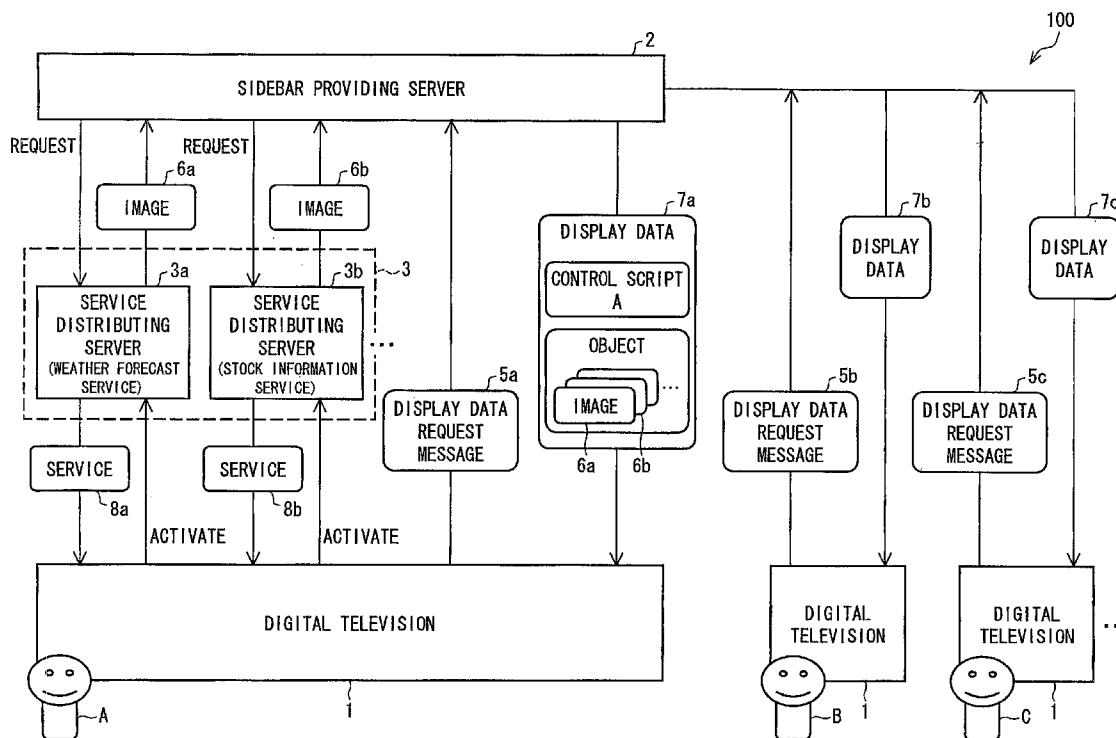 100
2
SIDEBAR PROVIDING SERVER
REQUEST
REQUEST
6a
6b
IMAGE
IMAGE
7a
7b
7c
DISPLAY DATA
DISPLAY
DATA
DISPLAY
DATA
3a
3b
3
CONTROL SCRIPT
A
SERVICE
DISTRIBUTING
SERVER
(WEATHER FORECAST
SERVICE)
SERVICE
DISTRIBUTING
SERVER
(STOCK INFORMATION
SERVICE)
...
OBJECT
...
IMAGE
6a
6b
5a
DISPLAY DATA
REQUEST
MESSAGE
5b
DISPLAY DATA
REQUEST
MESSAGE
5c
DISPLAY DATA
REQUEST
MESSAGE
SERVICE
8a
SERVICE
8b
ACTIVATE
ACTIVATE
DIGITAL TELEVISION
DIGITAL
TELEVISION
DIGITAL
TELEVISION
...
A
1
B
1
C
1